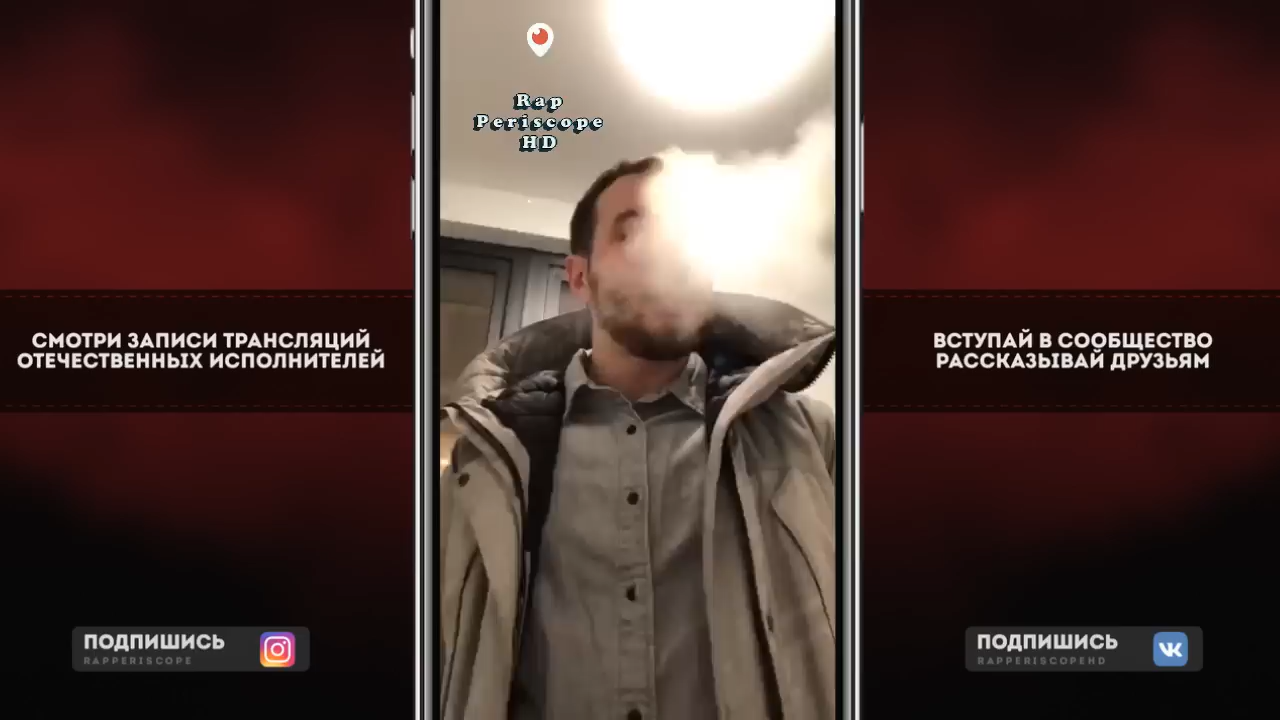 Rap
Periscope
HD
СМОТРИ ЗАПИСИ ТРАНСЛЯЦИЙ
ОТЕЧЕСТВЕННЫХ ИСПОЛНИТЕЛЕЙ
ВСТУПАЙ В СООБЩЕСТВО
РАССКАЗЫВАЙ ДРУЗЬЯМ
ПОДПИШИСЬ
RAPPERISCOPE
ПОДПИШИСЬ
RAPPERISCOPEHD